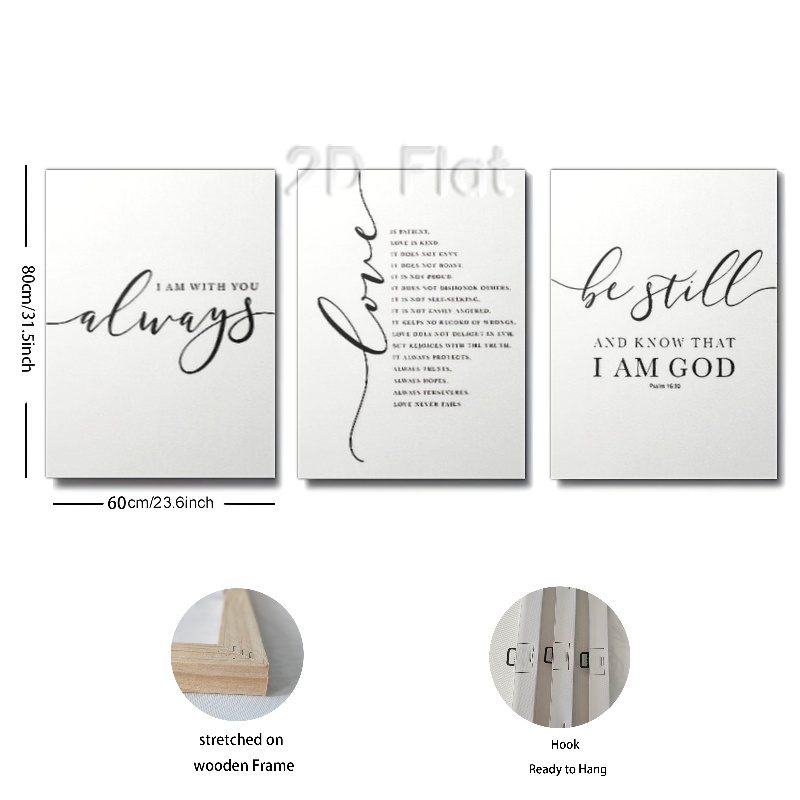 2D Flat
80cm/31.5inch
I AM WITH YOU
always
love
IS PATIENT,
LOVE IS KIND.
IT DOES NOT ENVY,
IT DOES NOT BOAST,
IT IS NOT PROUD.
IT DOES NOT DISHONOR OTHERS,
IT IS NOT SELF-SEEKING,
IT IS NOT EASILY ANGERED,
IT KEEPS NO RECORD OF WRONGS.
LOVE DOES NOT DELIGHT IN EVIL
BUT REJOICES WITH THE TRUTH.
IT ALWAYS PROTECTS,
ALWAYS TRUSTS,
ALWAYS HOPES,
ALWAYS PERSEVERES.
LOVE NEVER FAILS
be still
AND KNOW THAT
I AM GOD
Psalm 16:10
60cm/23.6inch
stretched on
wooden Frame
Hook
Ready to Hang